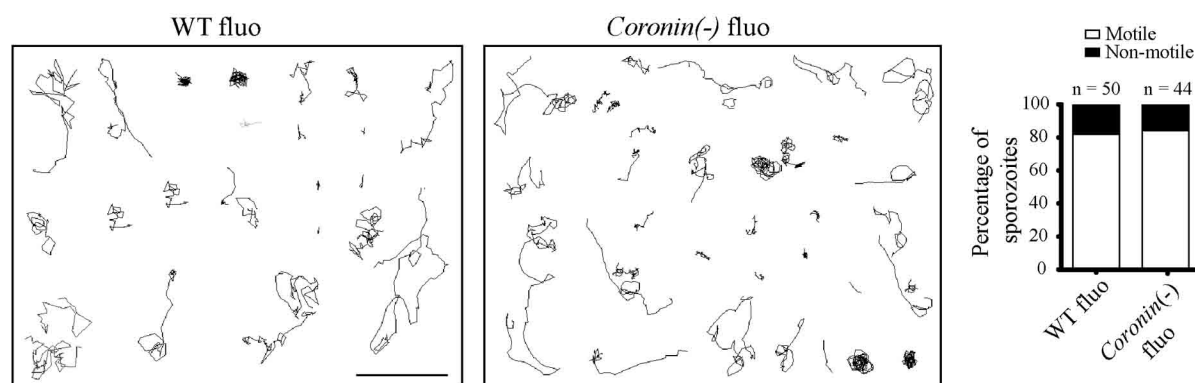 WT fluo
Coronin(-) fluo
Motile
Non-motile
n = 50 n = 44
Percentage of
sporozoites
100
80
60
40
20
0
WT fluo
Coronin(-)
fluo